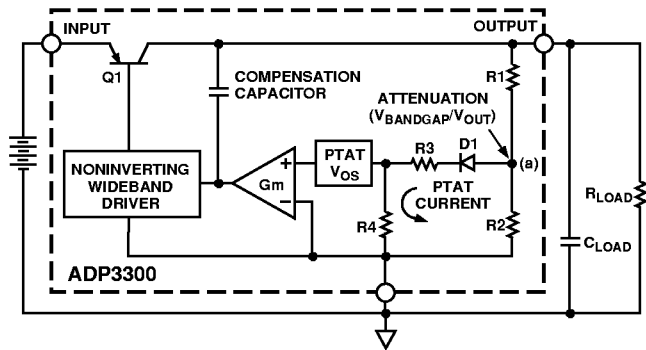 INPUT
OUTPUT
Q1
COMPENSATION
CAPACITOR
R1
ATTENUATION
(VBANDGAP/VOUT)
NONINVERTING
WIDEBAND
DRIVER
Gm
+
−
PTAT
VOS
R3
D1
(a)
PTAT
CURRENT
R4
R2
RLOAD
CLOAD
ADP3300